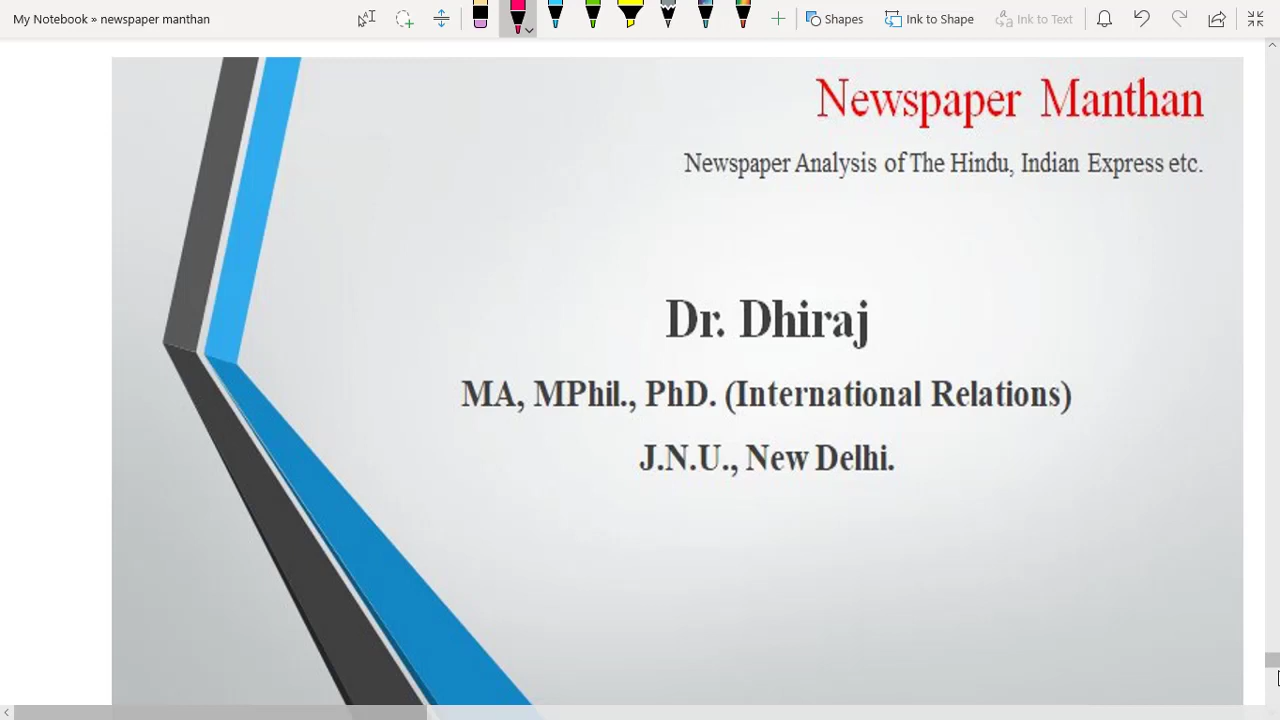 My Notebook » newspaper manthan
Shapes
Ink to Shape
Ink to Text
Newspaper Manthan
Newspaper Analysis of The Hindu, Indian Express etc.
Dr. Dhiraj
MA, MPhil., PhD. (International Relations)
J.N.U., New Delhi.